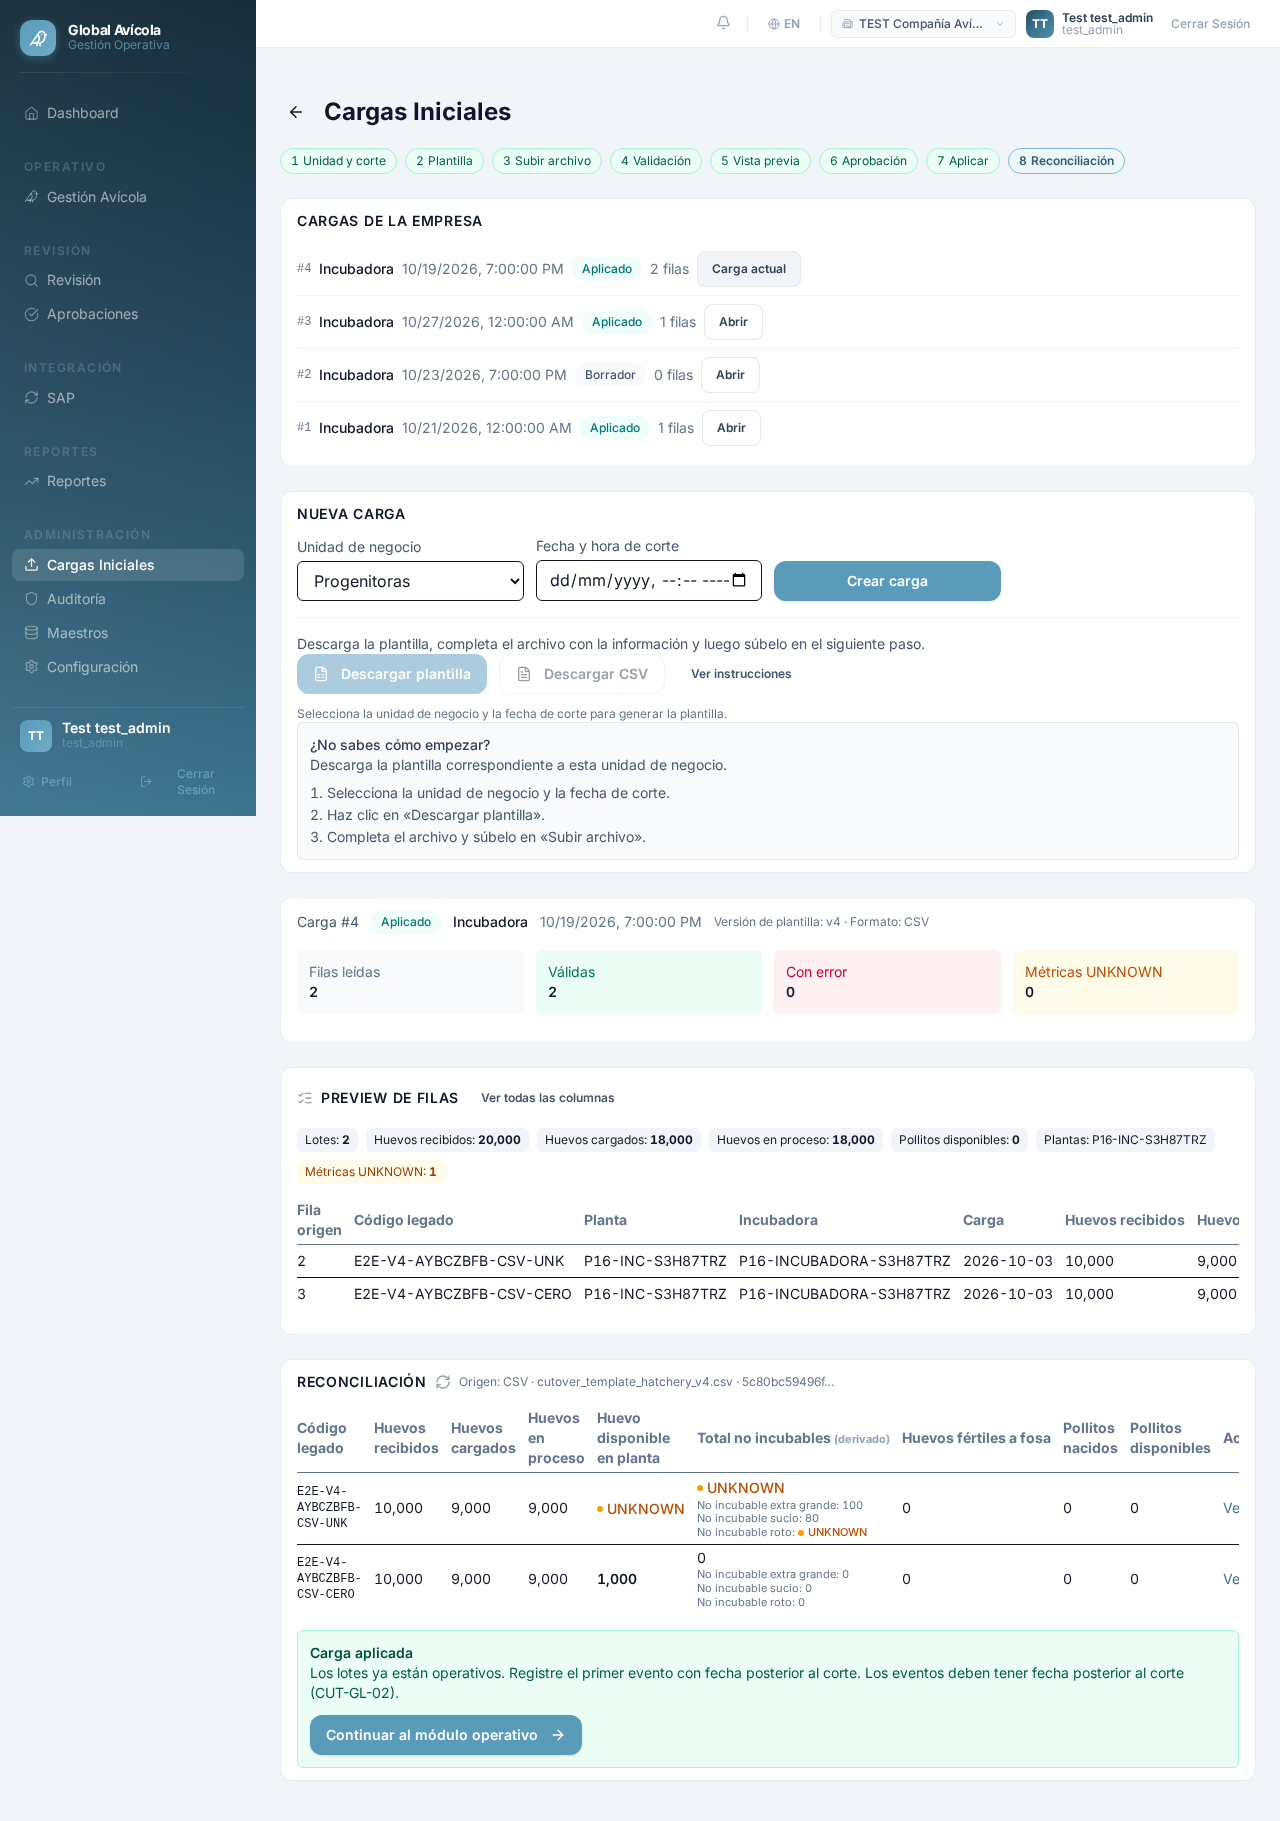 Global Avícola
Gestión Operativa
EN
TEST Compañía Aví...
TT
Test test_admin
test_admin
Cerrar Sesión
Dashboard
OPERATIVO
Gestión Avícola
REVISIÓN
Revisión
Aprobaciones
INTEGRACIÓN
SAP
REPORTES
Reportes
ADMINISTRACIÓN
Cargas Iniciales
Auditoría
Maestros
Configuración
TT
Test test_admin
test_admin
Perfil
Cerrar
Sesión
Cargas Iniciales
1 Unidad y corte
2 Plantilla
3 Subir archivo
4 Validación
5 Vista previa
6 Aprobación
7 Aplicar
8 Reconciliación
CARGAS DE LA EMPRESA
#4 Incubadora 10/19/2026, 7:00:00 PM Aplicado 2 filas Carga actual
#3 Incubadora 10/27/2026, 12:00:00 AM Aplicado 1 filas Abrir
#2 Incubadora 10/23/2026, 7:00:00 PM Borrador 0 filas Abrir
#1 Incubadora 10/21/2026, 12:00:00 AM Aplicado 1 filas Abrir
NUEVA CARGA
Unidad de negocio
Fecha y hora de corte
Progenitoras
dd/mm/yyyy, --:-- ----
Crear carga
Descarga la plantilla, completa el archivo con la información y luego súbelo en el siguiente paso.
Descargar plantilla
Descargar CSV
Ver instrucciones
Selecciona la unidad de negocio y la fecha de corte para generar la plantilla.
¿No sabes cómo empezar?
Descarga la plantilla correspondiente a esta unidad de negocio.
1. Selecciona la unidad de negocio y la fecha de corte.
2. Haz clic en «Descargar plantilla».
3. Completa el archivo y súbelo en «Subir archivo».
Carga #4 Aplicado Incubadora 10/19/2026, 7:00:00 PM Versión de plantilla: v4 · Formato: CSV
Filas leídas
2
Válidas
2
Con error
0
Métricas UNKNOWN
0
PREVIEW DE FILAS
Ver todas las columnas
Lotes: 2
Huevos recibidos: 20,000
Huevos cargados: 18,000
Huevos en proceso: 18,000
Pollitos disponibles: 0
Plantas: P16-INC-S3H87TRZ
Métricas UNKNOWN: 1
Fila
origen
Código legado
Planta
Incubadora
Carga
Huevos recibidos
Huevo
2 E2E-V4-AYBCZBFB-CSV-UNK P16-INC-S3H87TRZ P16-INCUBADORA-S3H87TRZ 2026-10-03 10,000 9,000
3 E2E-V4-AYBCZBFB-CSV-CERO P16-INC-S3H87TRZ P16-INCUBADORA-S3H87TRZ 2026-10-03 10,000 9,000
RECONCILIACIÓN
Origen: CSV · cutover_template_hatchery_v4.csv · 5c80bc59496f...
Código
legado
Huevos
recibidos
Huevos
cargados
Huevos
en
proceso
Huevo
disponible
en planta
Total no incubables (derivado)
Huevos fértiles a fosa
Pollitos
nacidos
Pollitos
disponibles
Ac
E2E-V4-
AYBCZBFB-
CSV-UNK
10,000
9,000
9,000
UNKNOWN
UNKNOWN
No incubable extra grande: 100
No incubable sucio: 80
No incubable roto: UNKNOWN
0
0
0
Ve
E2E-V4-
AYBCZBFB-
CSV-CERO
10,000
9,000
9,000
1,000
0
No incubable extra grande: 0
No incubable sucio: 0
No incubable roto: 0
0
0
0
Ve
Carga aplicada
Los lotes ya están operativos. Registre el primer evento con fecha posterior al corte. Los eventos deben tener fecha posterior al corte
(CUT-GL-02).
Continuar al módulo operativo